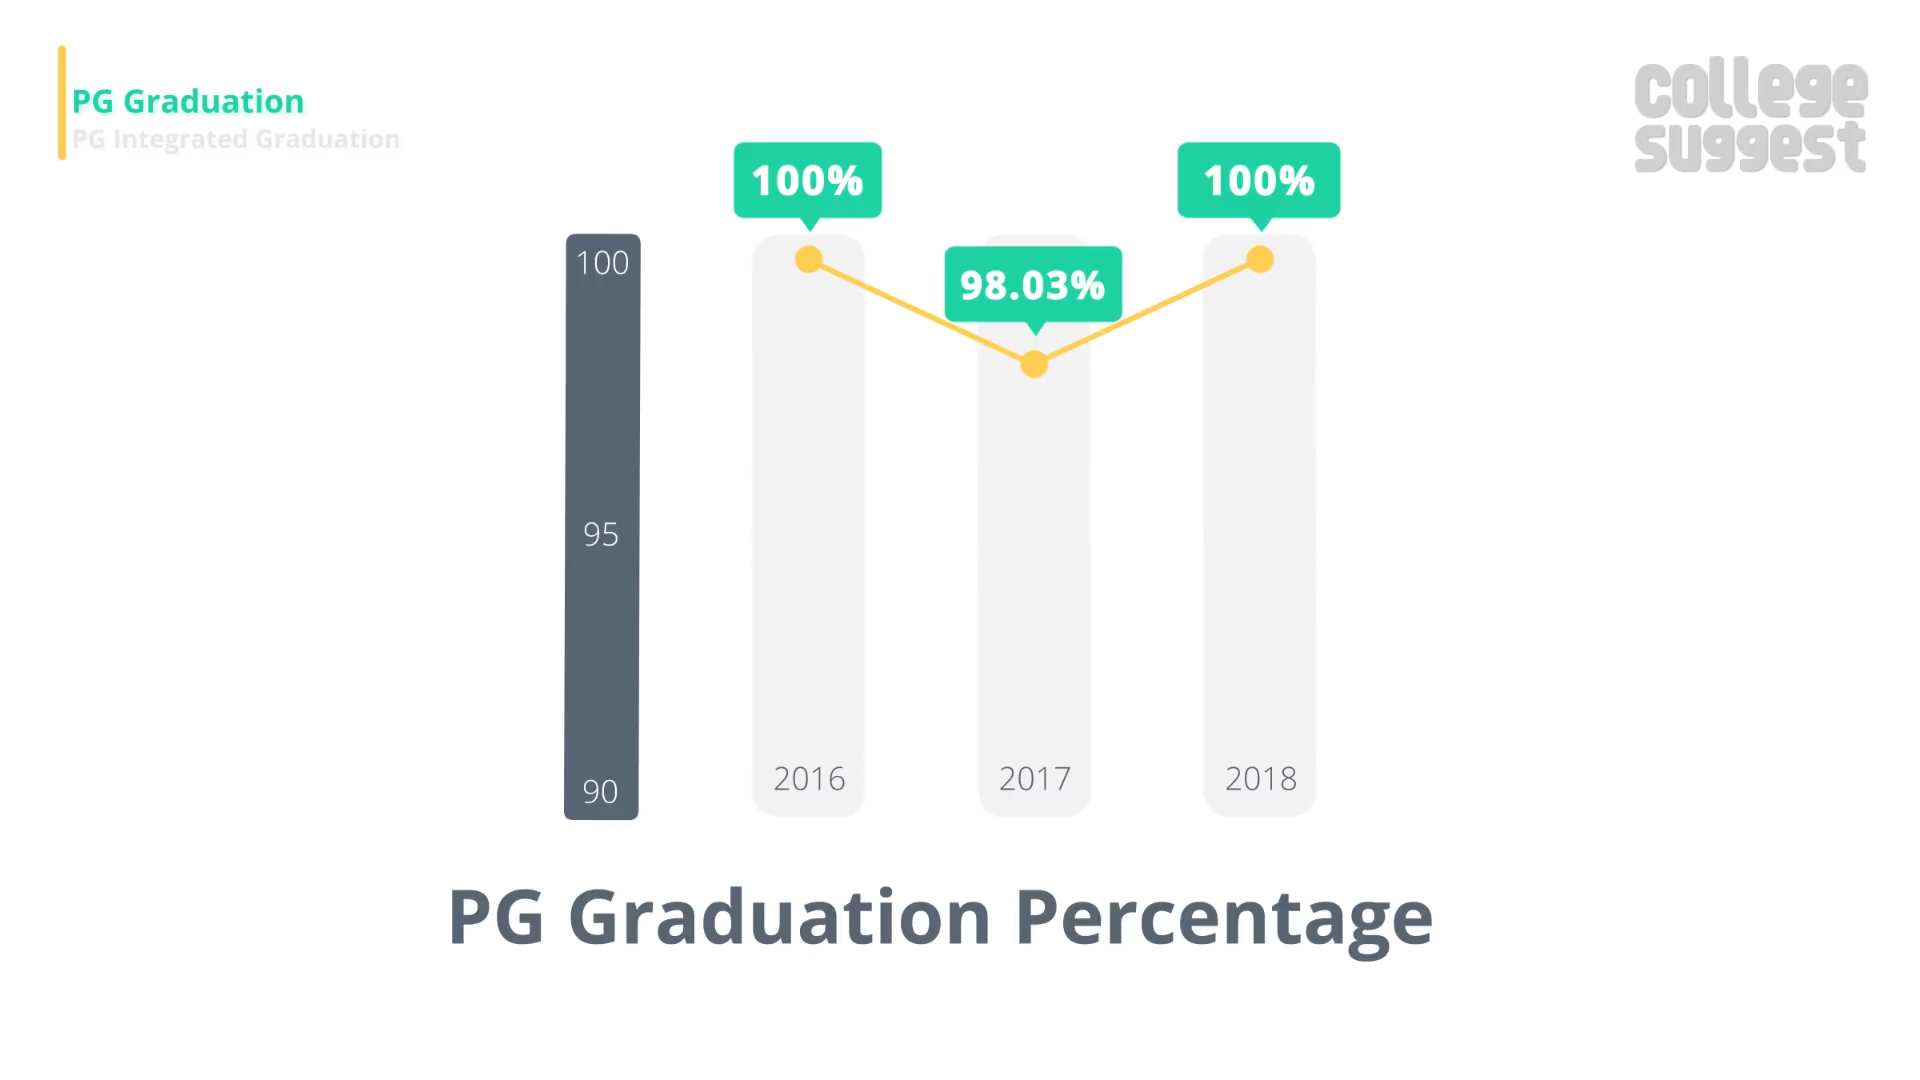 PG Graduation
PG Integrated Graduation
college
suggest
100%
100%
98.03%
100
95
90
2016
2017
2018
PG Graduation Percentage